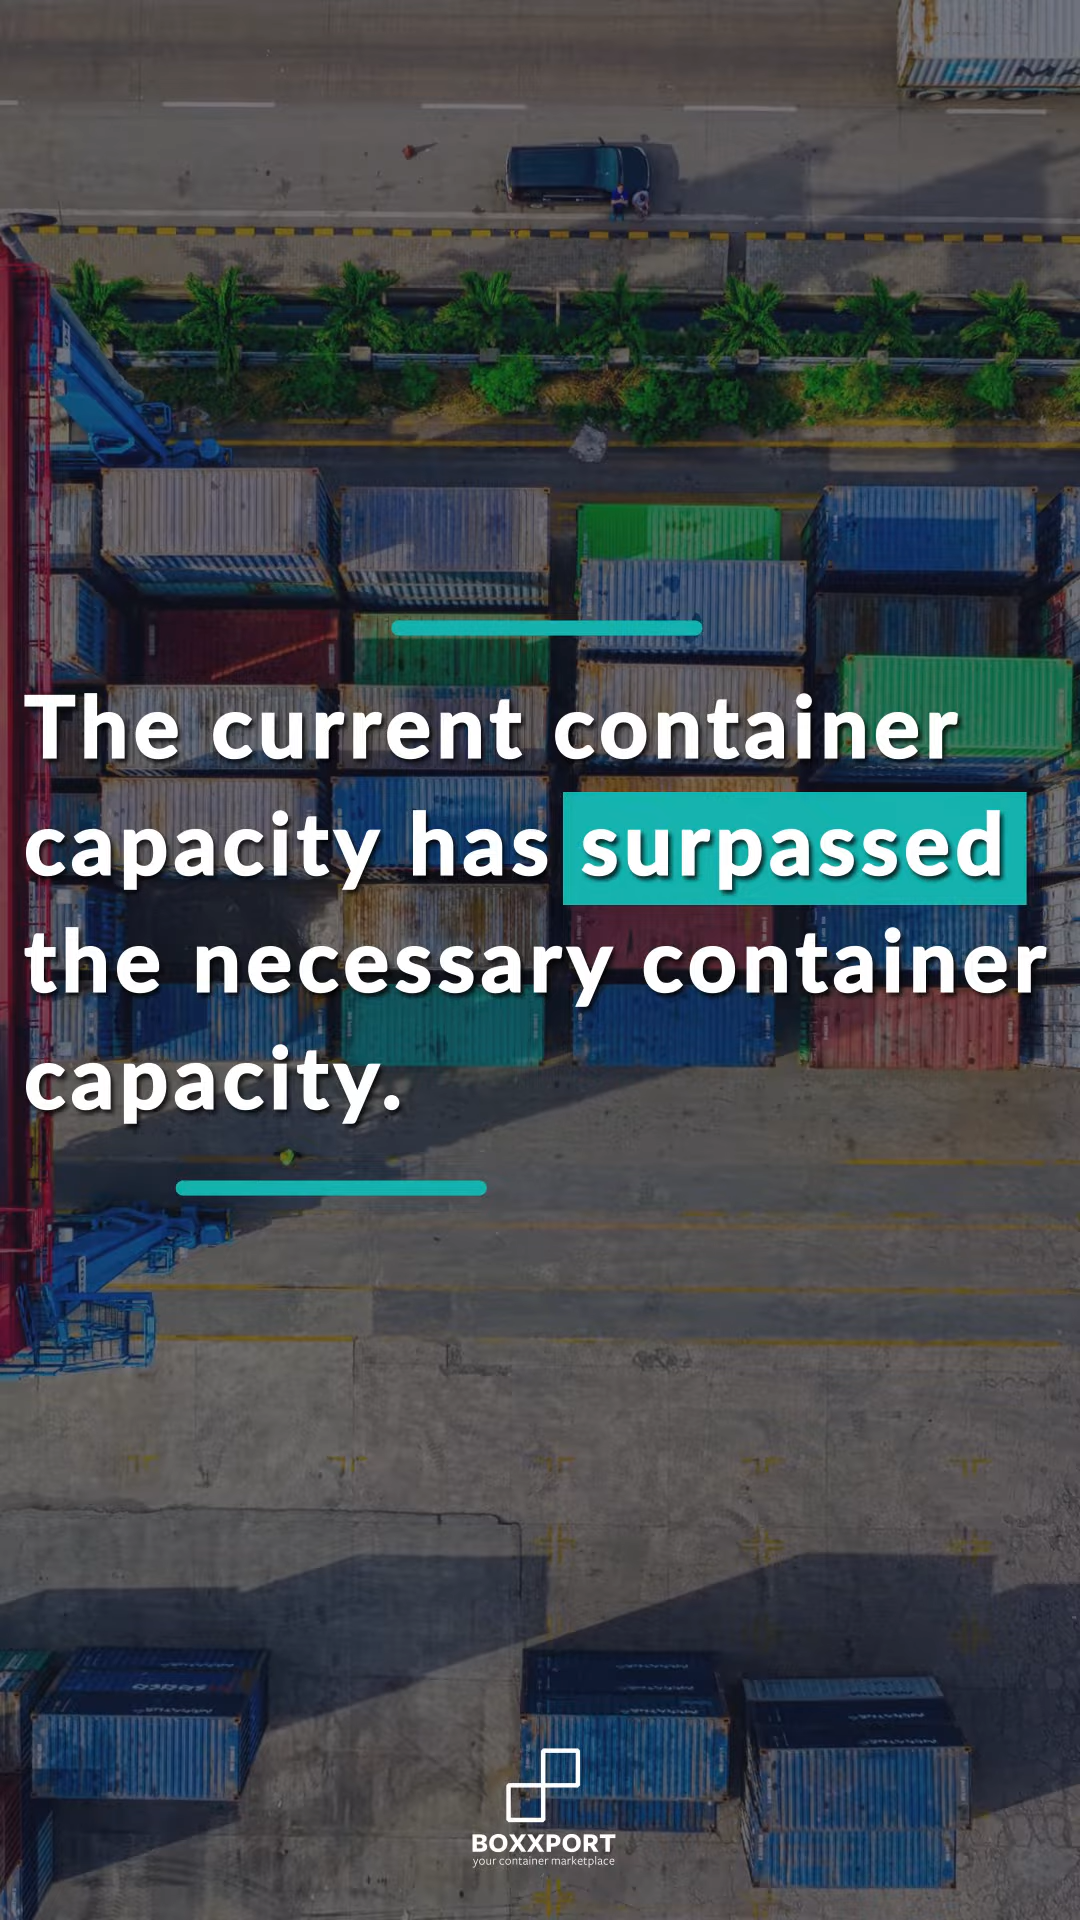 The current container
capacity has surpassed
the necessary container
capacity.
BOXXPORT
your container marketplace